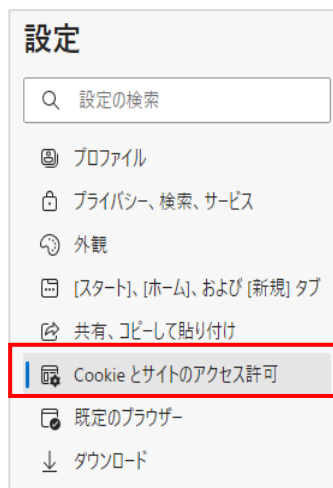 設定
設定の検索
プロファイル
プライバシー、検索、サービス
外観
[スタート]、[ホーム]、および [新規] タブ
共有、コピーして貼り付け
Cookie とサイトのアクセス許可
既定のブラウザー
ダウンロード